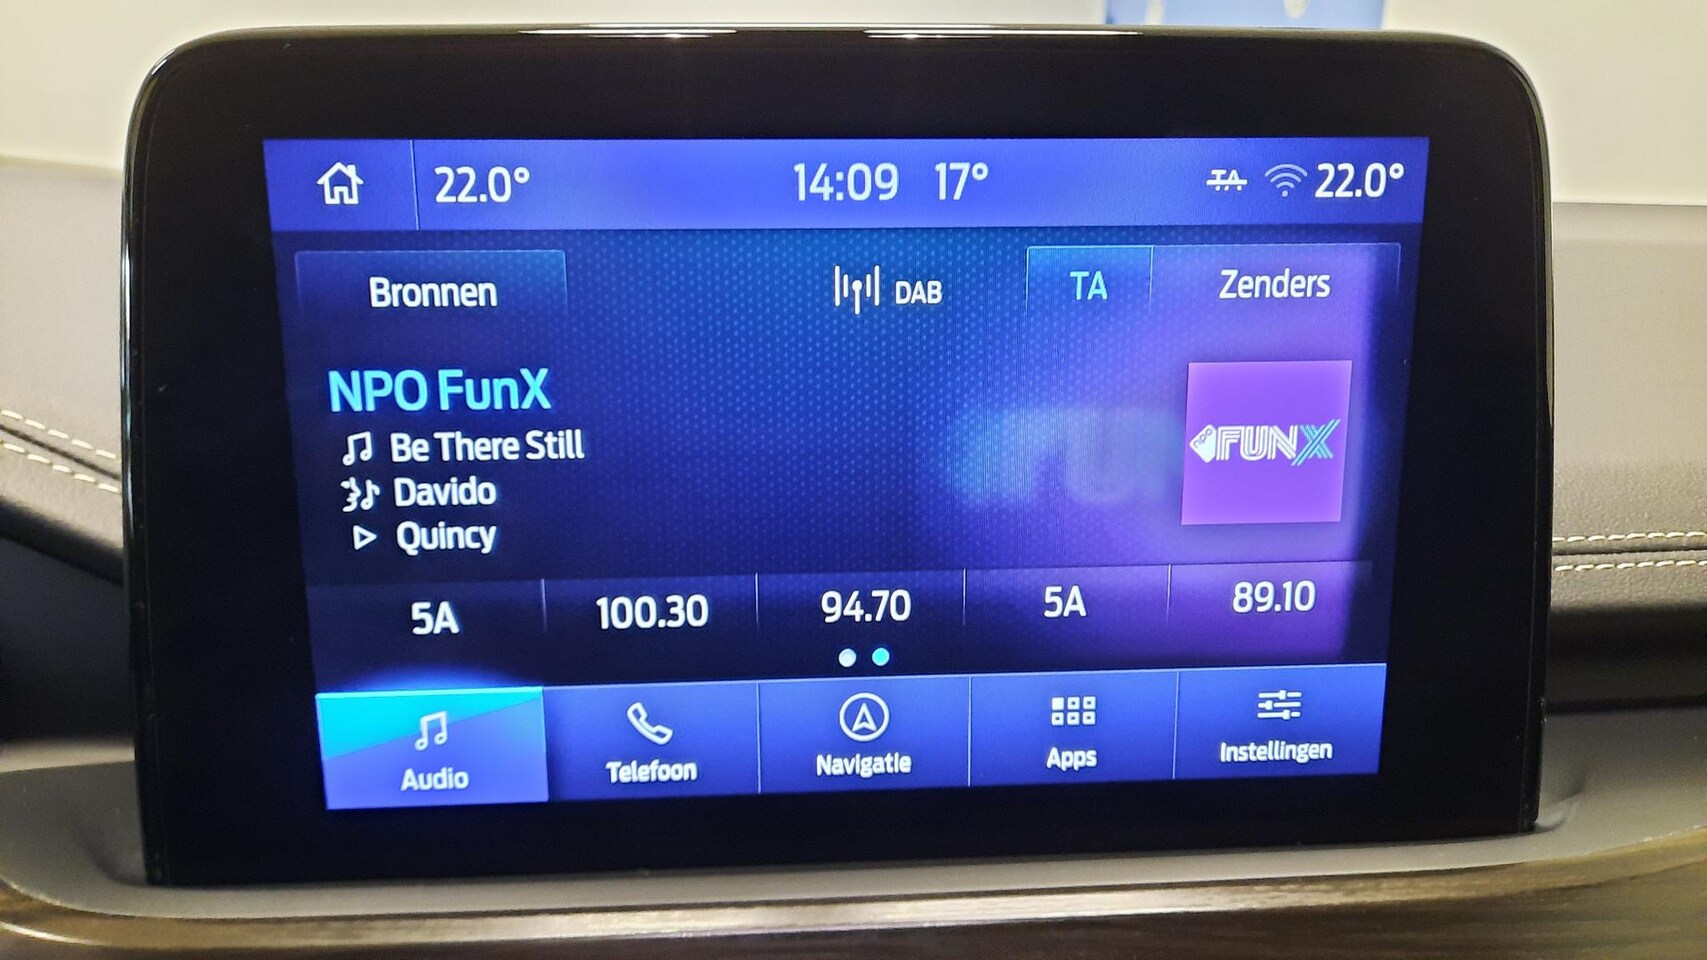 22.0° 14:09 17° TA 22.0°
Bronnen DAB TA Zenders
NPO FunX
Be There Still
Davido
Quincy
FUNX
5A 100.30 94.70 5A 89.10
Audio Telefoon Navigatie Apps Instellingen